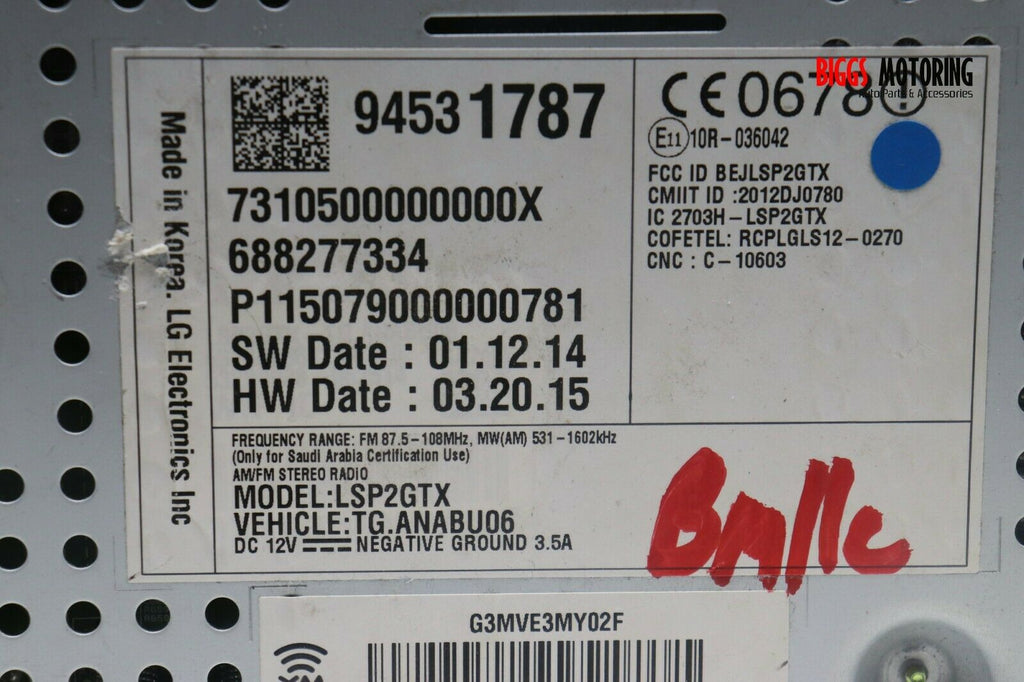 BIGGS MOTORING
Auto Parts & Accessories
Made in Korea. LG Electronics Inc
94531787
7310500000000X
688277334
P115079000000781
SW Date : 01.12.14
HW Date : 03.20.15
CE0678
E11 10R-036042
FCC ID BEJLSP2GTX
CMIIT ID :2012DJ0780
IC 2703H-LSP2GTX
COFETEL: RCPLGLS12-0270
CNC : C-10603
FREQUENCY RANGE: FM 87.5-108MHz, MW(AM) 531-1602kHz
(Only for Saudi Arabia Certification Use)
AM/FM STEREO RADIO
MODEL:LSP2GTX
VEHICLE:TG.ANABU06
DC 12V NEGATIVE GROUND 3.5A
G3MVE3MY02F